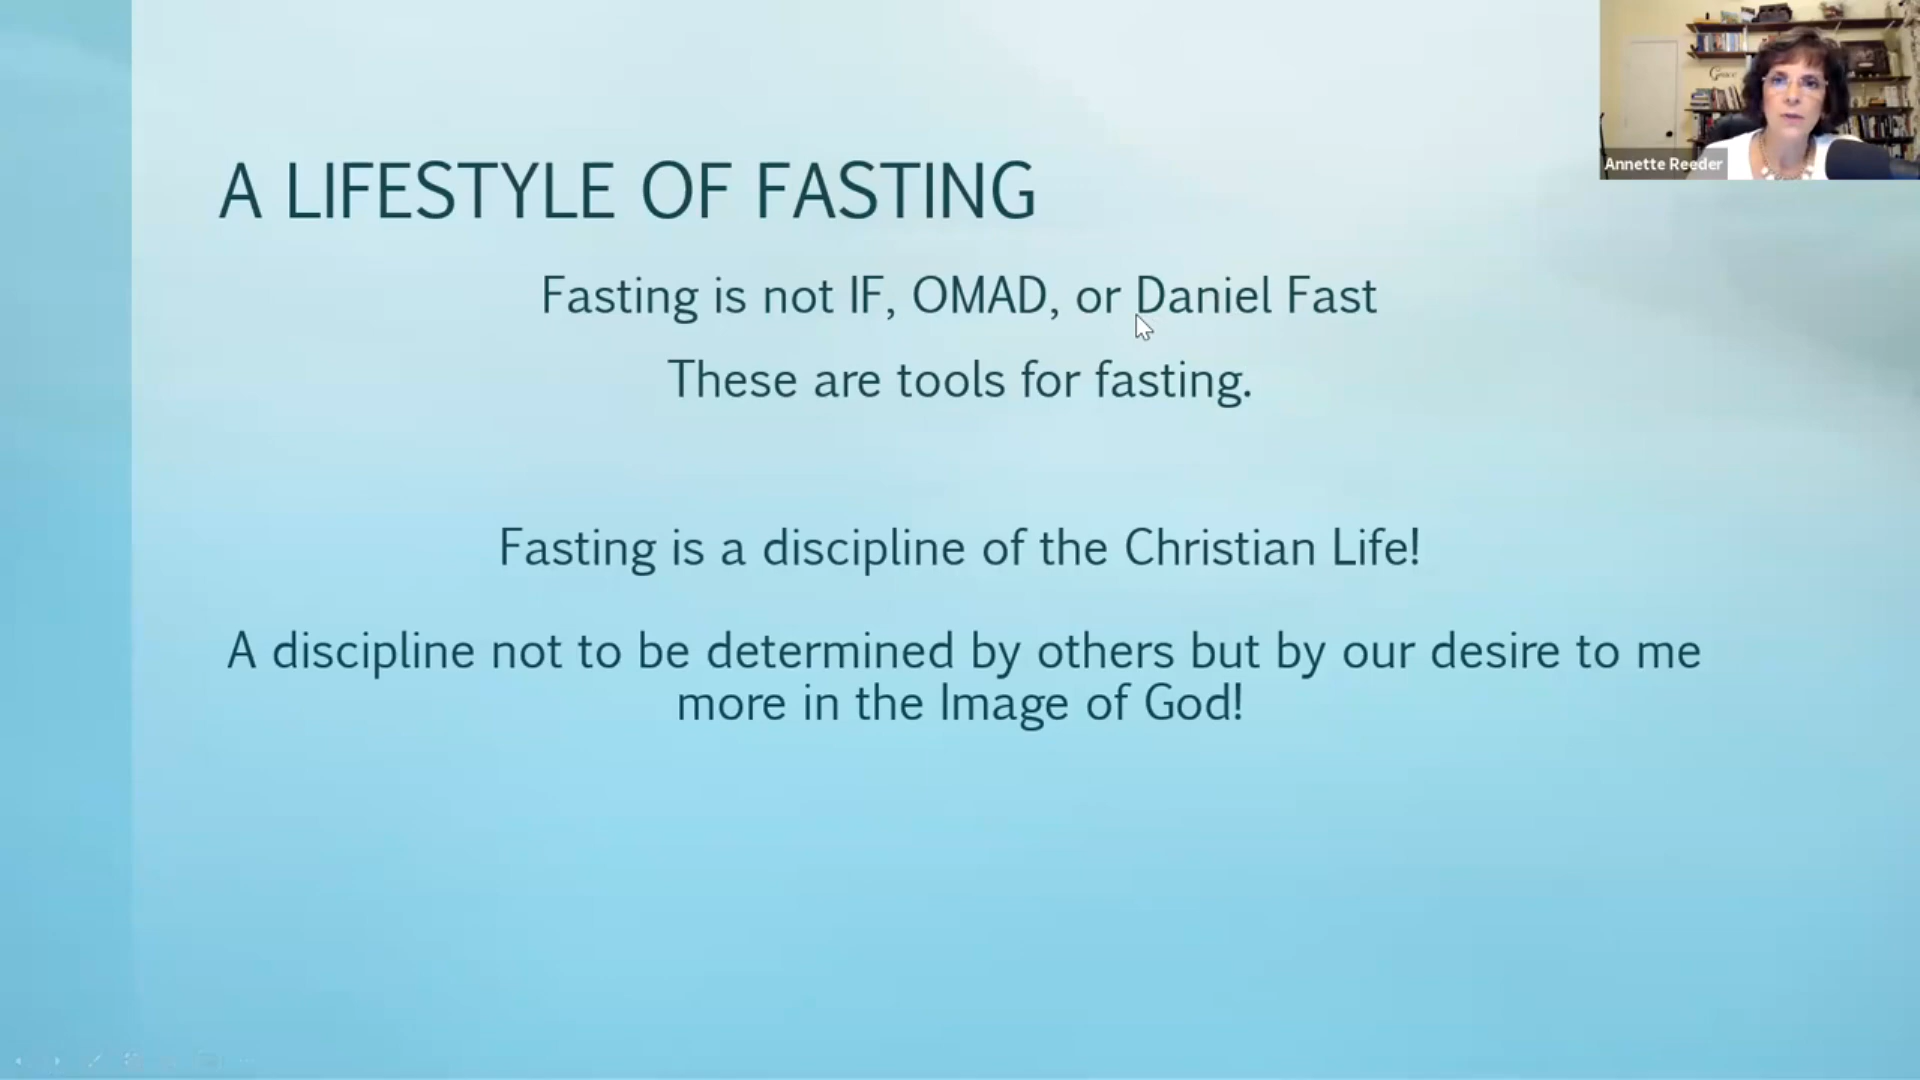 A LIFESTYLE OF FASTING
Fasting is not IF, OMAD, or Daniel Fast
These are tools for fasting.
Fasting is a discipline of the Christian Life!
A discipline not to be determined by others but by our desire to me
more in the Image of God!
Grace
Annette Reeder